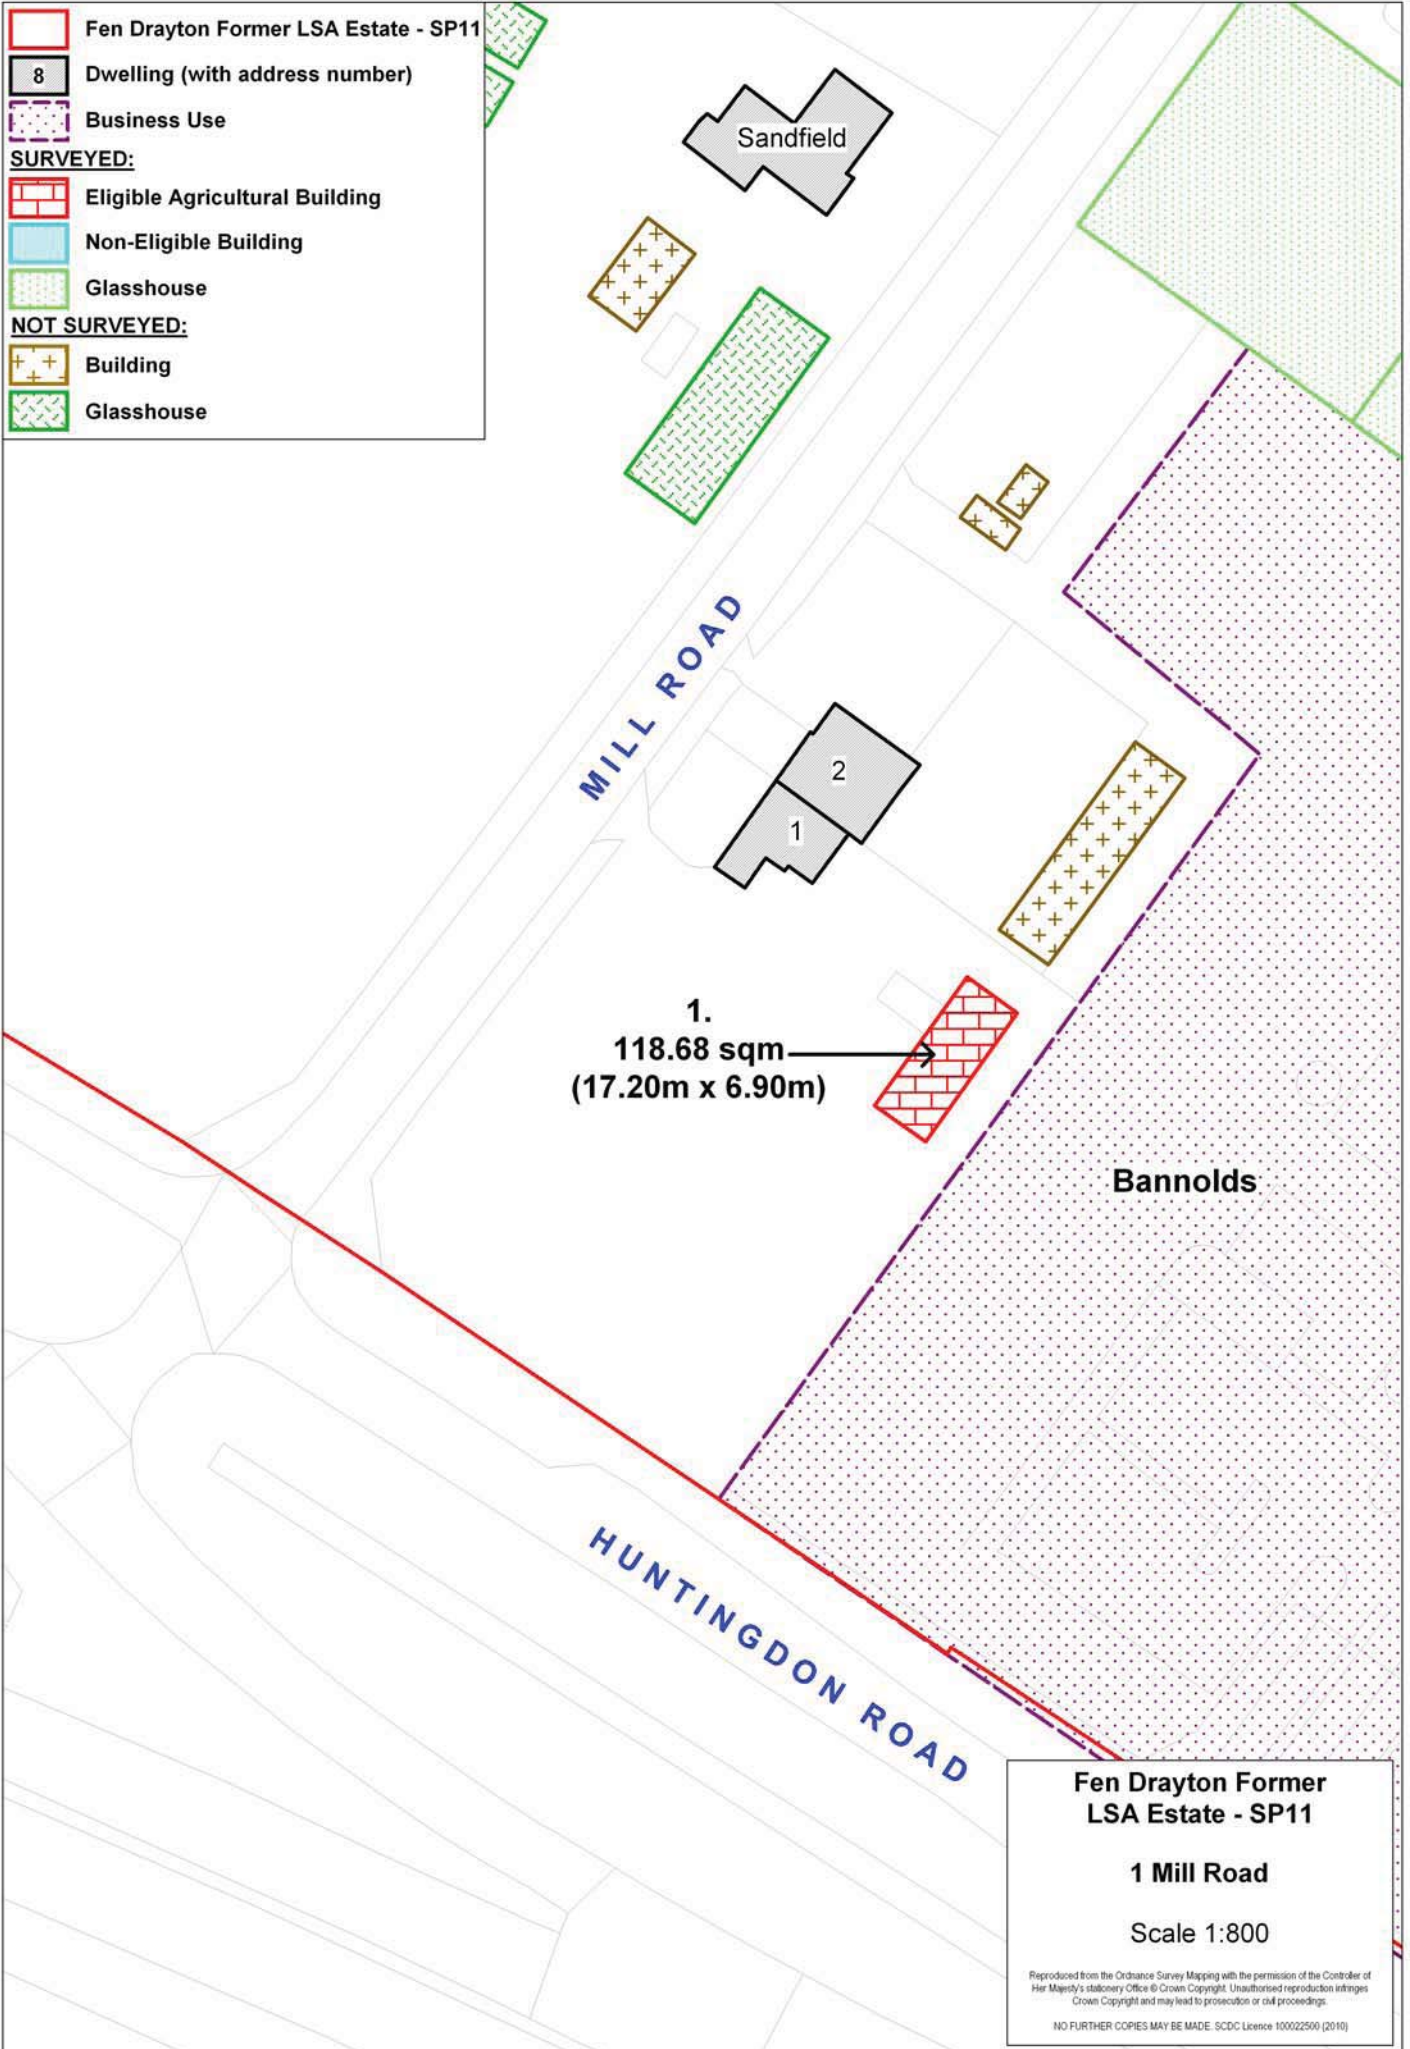 Fen Drayton Former LSA Estate - SP11
8 Dwelling (with address number)
Business Use
SURVEYED:
Eligible Agricultural Building
Non-Eligible Building
Glasshouse
NOT SURVEYED:
Building
Glasshouse
Sandfield
MILL ROAD
2
1
1.
118.68 sqm
(17.20m x 6.90m)
Bannolds
HUNTINGDON ROAD
Fen Drayton Former
LSA Estate - SP11
1 Mill Road
Scale 1:800
Reproduced from the Ordnance Survey Mapping with the permission of the Controller of
Her Majesty's stationery Office © Crown Copyright. Unauthorised reproduction infringes
Crown Copyright and may lead to prosecution or civil proceedings.
NO FURTHER COPIES MAY BE MADE. SCDC Licence 100022500 (2010)